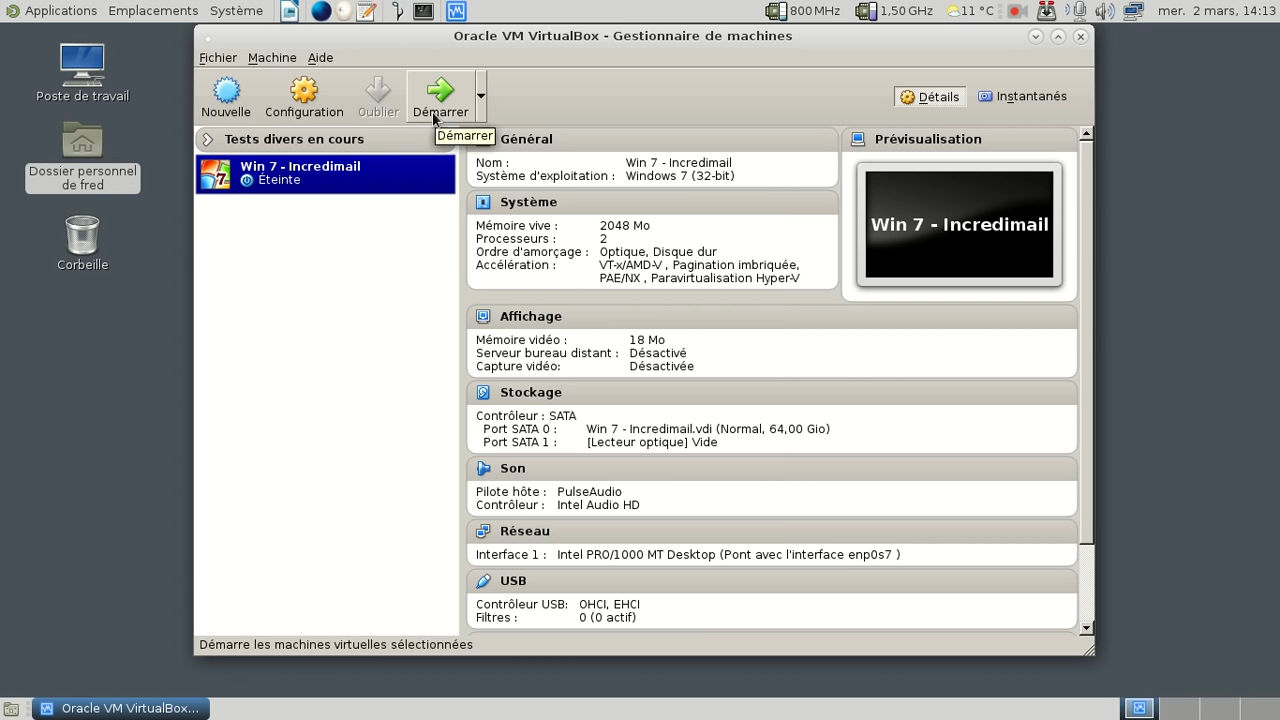 Applications Emplacements Système
800 MHz 1,50 GHz 11 °C mer. 2 mars, 14:13
Poste de travail
Dossier personnel
de fred
Corbeille
Oracle VM VirtualBox - Gestionnaire de machines
Fichier Machine Aide
Nouvelle Configuration Oublier Démarrer
Détails Instantanés
Démarrer
Tests divers en cours
Win 7 - Incredimail
Éteinte
Général
Nom : Win 7 - Incredimail
Système d'exploitation : Windows 7 (32-bit)
Système
Mémoire vive : 2048 Mo
Processeurs : 2
Ordre d'amorçage : Optique, Disque dur
Accélération : VT-x/AMD-V , Pagination imbriquée,
PAE/NX , Paravirtualisation Hyper-V
Prévisualisation
Win 7 - Incredimail
Affichage
Mémoire vidéo : 18 Mo
Serveur bureau distant : Désactivé
Capture vidéo: Désactivée
Stockage
Contrôleur : SATA
Port SATA 0 : Win 7 - Incredimail.vdi (Normal, 64,00 Gio)
Port SATA 1 : [Lecteur optique] Vide
Son
Pilote hôte : PulseAudio
Contrôleur : Intel Audio HD
Réseau
Interface 1 : Intel PRO/1000 MT Desktop (Pont avec l'interface enp0s7 )
USB
Contrôleur USB: OHCI, EHCI
Filtres : 0 (0 actif)
Démarre les machines virtuelles sélectionnées
Oracle VM VirtualBox...